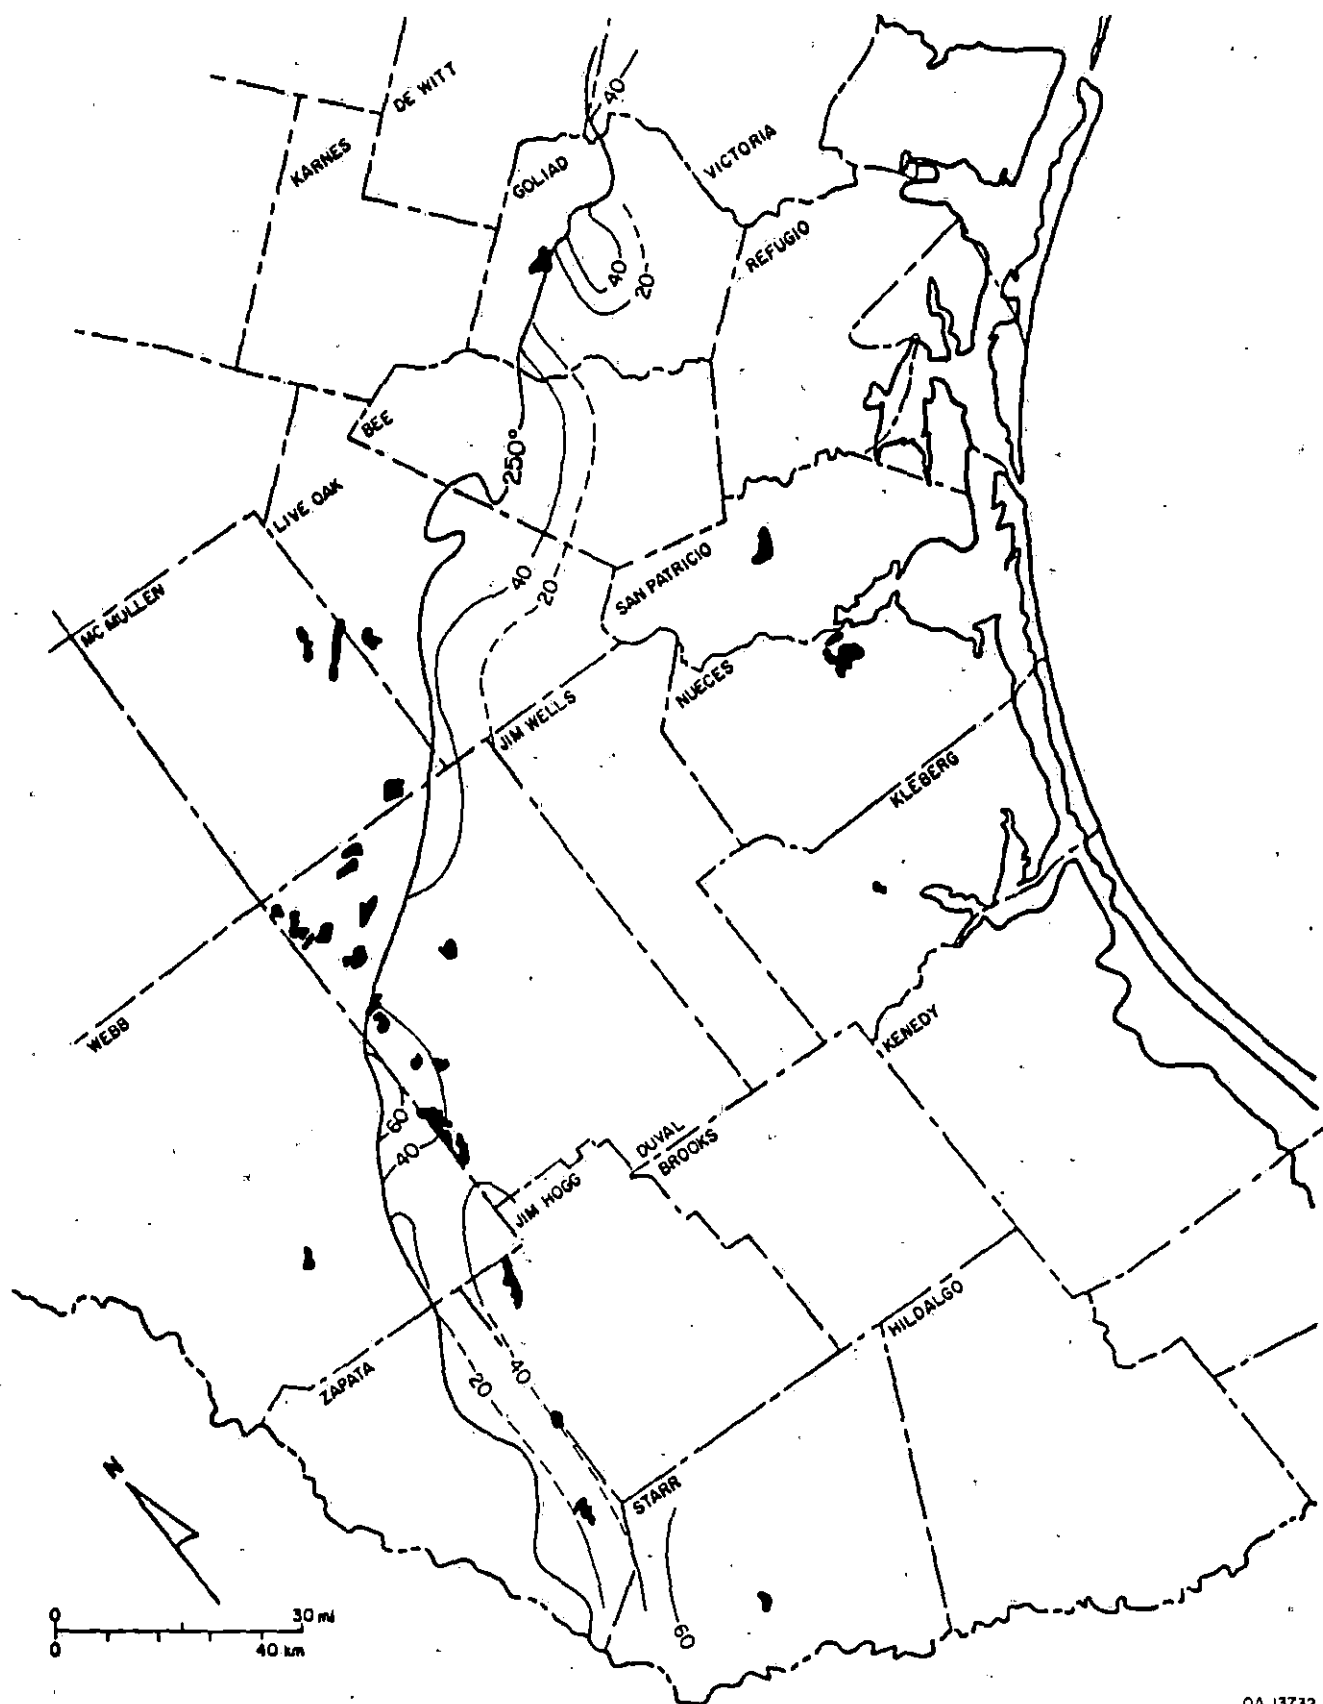 DE WITT
40
KARNES
GOLIAD
VICTORIA
REFUGIO
40
20
BEE
250°
LIVE OAK
40
20
SAN PATRICIO
MC MULLEN
NUECES
JIM WELLS
KLEBERG
WEBB
KENEDY
60
40
DUVAL
BROOKS
JIM HOGG
HILDALGO
ZAPATA
20
40
STARR
N
0 30 mi
0 40 km
60
QA 13732